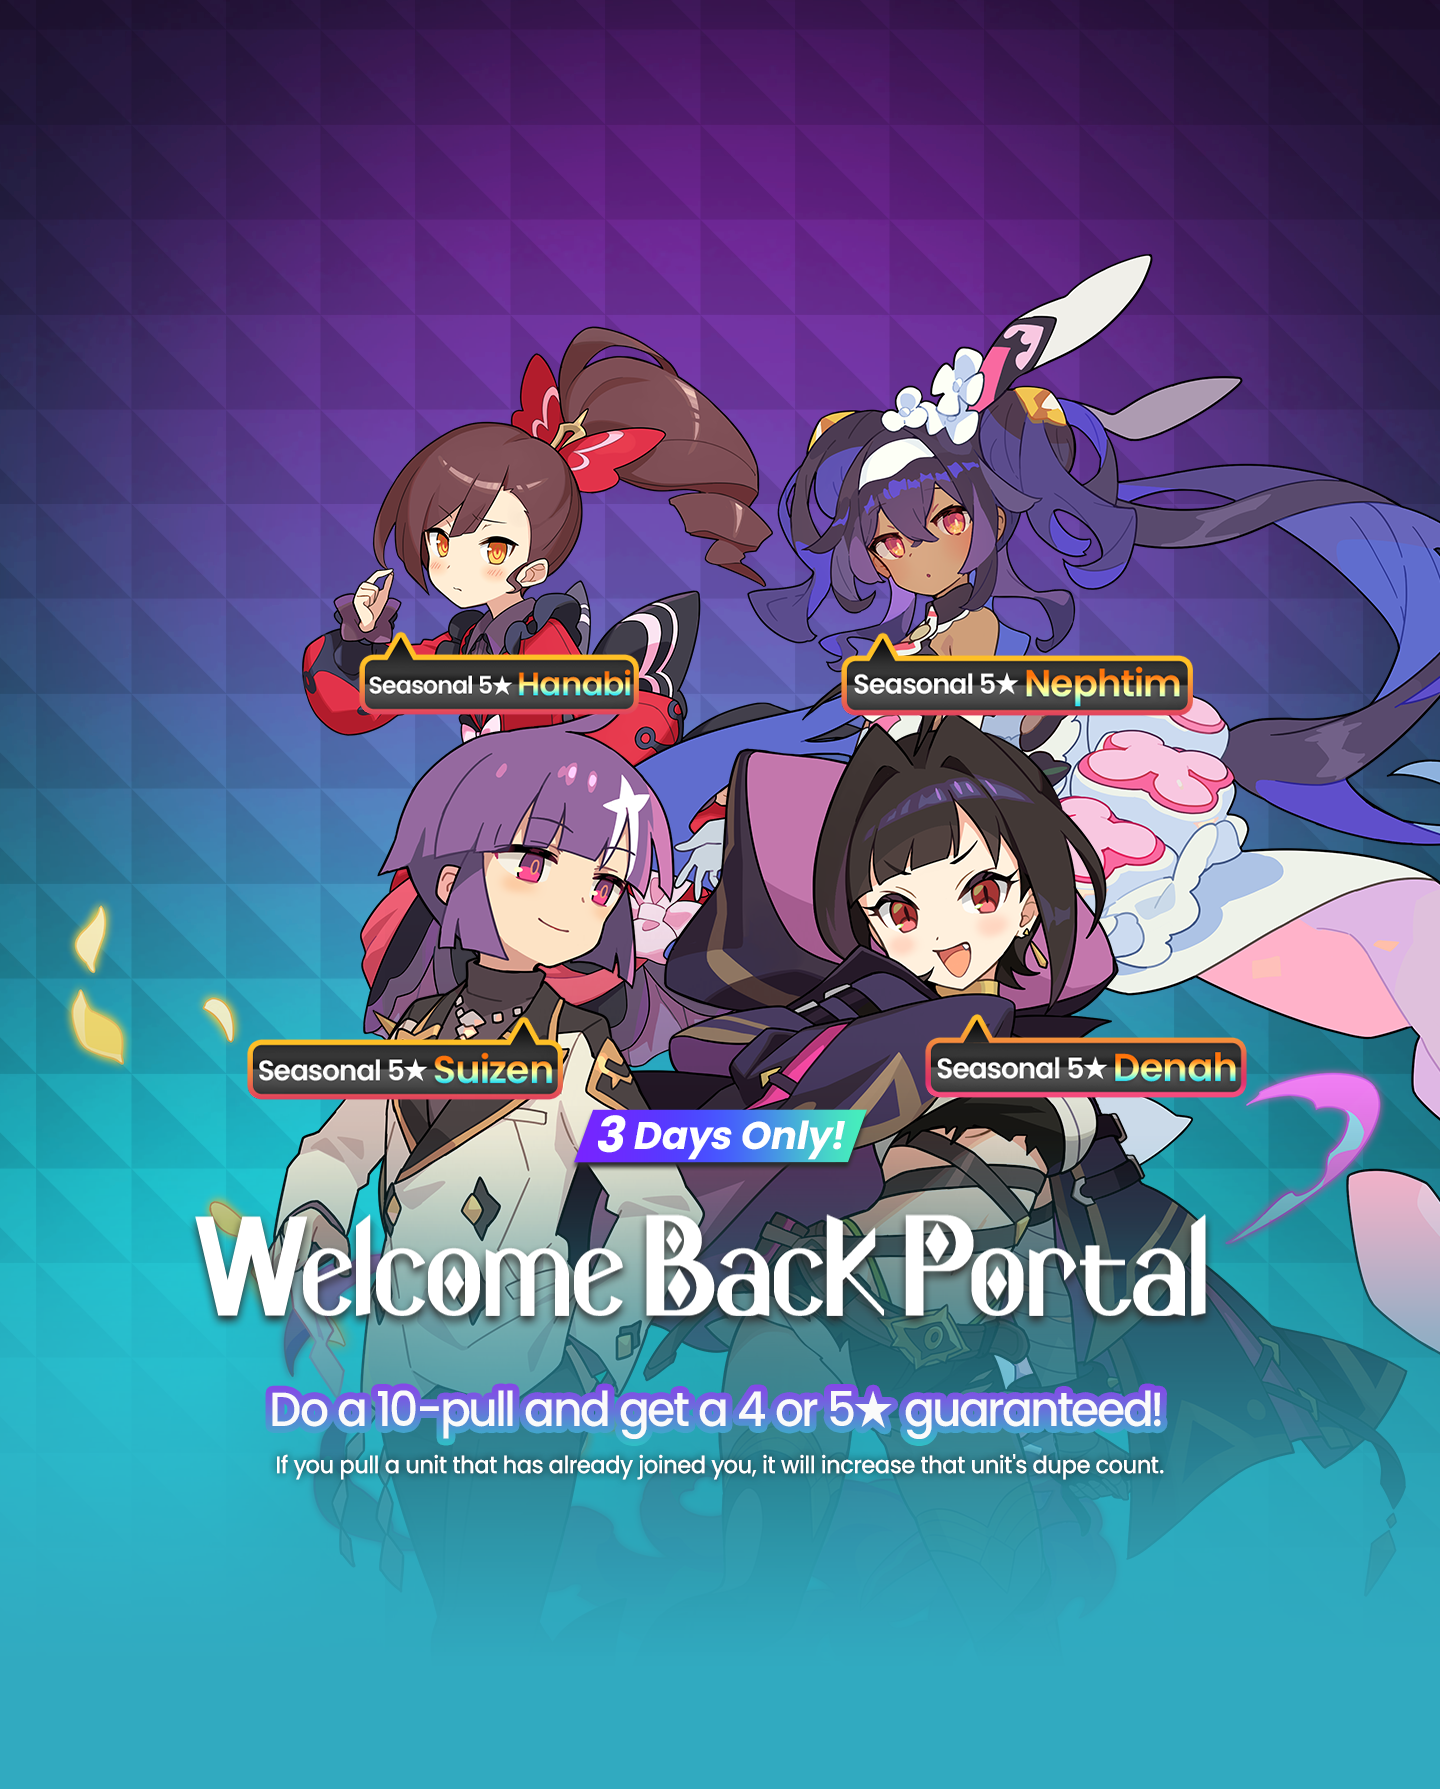 Seasonal 5★ Hanabi
Seasonal 5★ Nephtim
Seasonal 5★ Suizen
Seasonal 5★ Denah
3 Days Only!
Welcome Back Portal
Do a 10-pull and get a 4 or 5★ guaranteed!
If you pull a unit that has already joined you, it will increase that unit's dupe count.